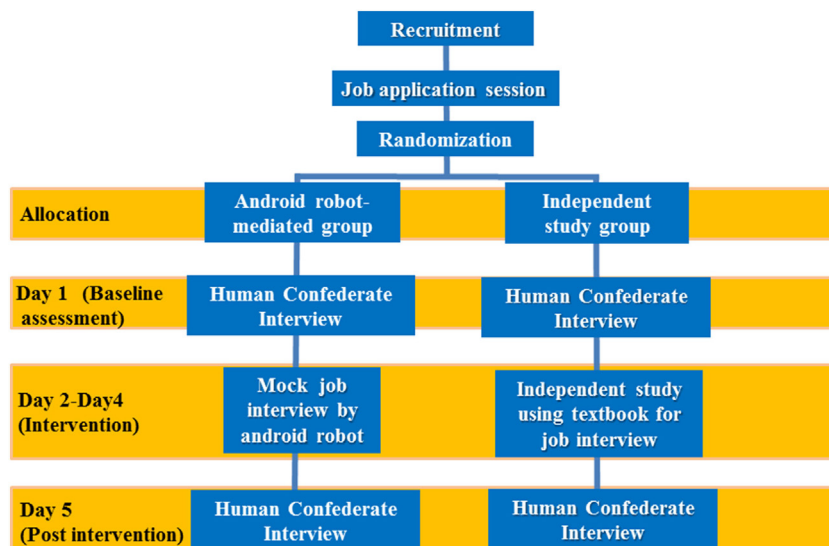 Recruitment
Job application session
Randomization
Allocation
Android robot-
mediated group
Independent
study group
Day 1 (Baseline
assessment)
Human Confederate
Interview
Human Confederate
Interview
Day 2-Day4
(Intervention)
Mock job
interview by
android robot
Independent study
using textbook for
job interview
Day 5
(Post intervention)
Human Confederate
Interview
Human Confederate
Interview